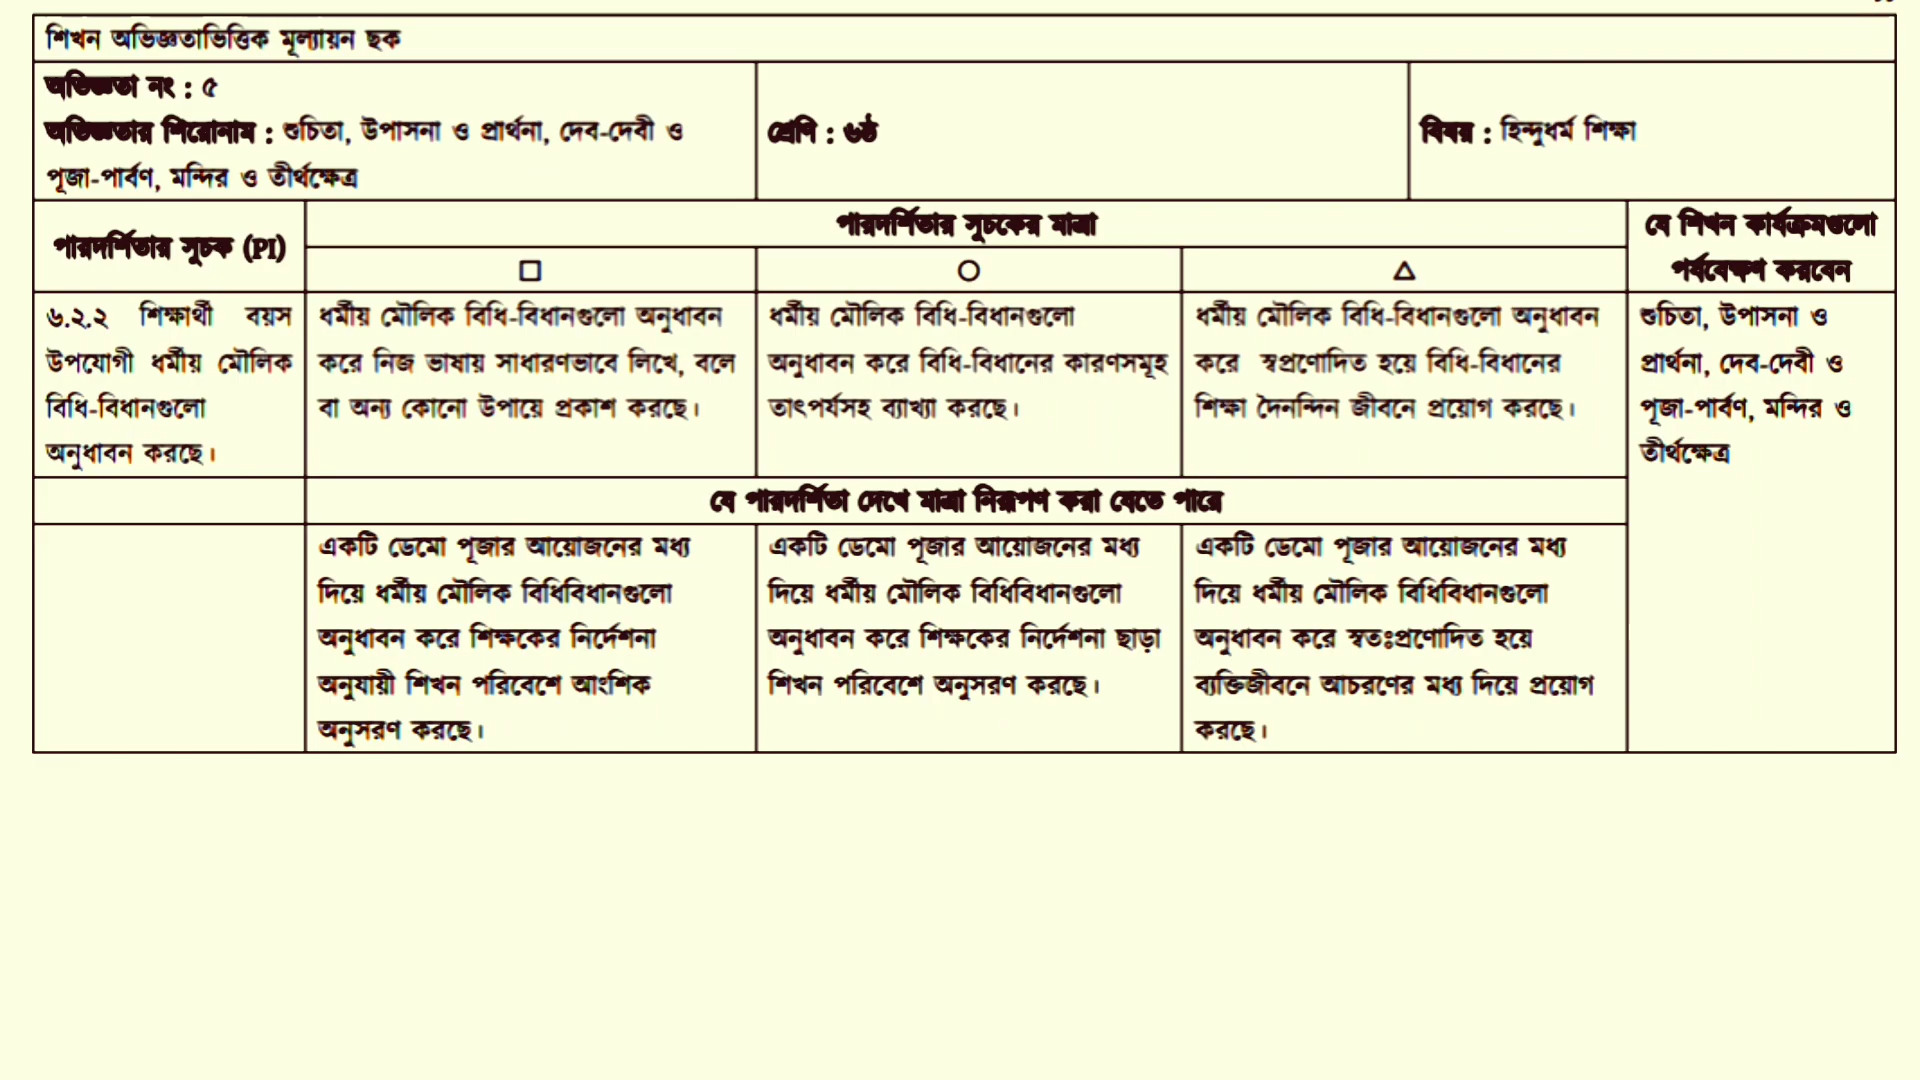 শিখন অভিজ্ঞতাভিত্তিক মূল্যায়ন ছক
অভিজ্ঞতা নং : ৫
অভিজ্ঞতার শিরোনাম : শুচিতা, উপাসনা ও প্রার্থনা, দেব-দেবী ও
পূজা-পার্বণ, মন্দির ও তীর্থক্ষেত্র
শ্রেণি : ৬ষ্ঠ
বিষয় : হিন্দুধর্ম শিক্ষা
পারদর্শিতার সূচক (PI)
পারদর্শিতার সূচকের মাত্রা
যে শিখন কার্যক্রমগুলো
পর্যবেক্ষণ করবেন
□
○
△
৬.২.২ শিক্ষার্থী বয়স
উপযোগী ধর্মীয় মৌলিক
বিধি-বিধানগুলো
অনুধাবন করছে।
ধর্মীয় মৌলিক বিধি-বিধানগুলো অনুধাবন
করে নিজ ভাষায় সাধারণভাবে লিখে, বলে
বা অন্য কোনো উপায়ে প্রকাশ করছে।
ধর্মীয় মৌলিক বিধি-বিধানগুলো
অনুধাবন করে বিধি-বিধানের কারণসমূহ
তাৎপর্যসহ ব্যাখ্যা করছে।
ধর্মীয় মৌলিক বিধি-বিধানগুলো অনুধাবন
করে স্বপ্রণোদিত হয়ে বিধি-বিধানের
শিক্ষা দৈনন্দিন জীবনে প্রয়োগ করছে।
শুচিতা, উপাসনা ও
প্রার্থনা, দেব-দেবী ও
পূজা-পার্বণ, মন্দির ও
তীর্থক্ষেত্র
যে পারদর্শিতা দেখে মাত্রা নিরূপণ করা যেতে পারে
একটি ডেমো পূজার আয়োজনের মধ্য
দিয়ে ধর্মীয় মৌলিক বিধিবিধানগুলো
অনুধাবন করে শিক্ষকের নির্দেশনা
অনুযায়ী শিখন পরিবেশে আংশিক
অনুসরণ করছে।
একটি ডেমো পূজার আয়োজনের মধ্য
দিয়ে ধর্মীয় মৌলিক বিধিবিধানগুলো
অনুধাবন করে শিক্ষকের নির্দেশনা ছাড়া
শিখন পরিবেশে অনুসরণ করছে।
একটি ডেমো পূজার আয়োজনের মধ্য
দিয়ে ধর্মীয় মৌলিক বিধিবিধানগুলো
অনুধাবন করে স্বতঃপ্রণোদিত হয়ে
ব্যক্তিজীবনে আচরণের মধ্য দিয়ে প্রয়োগ
করছে।